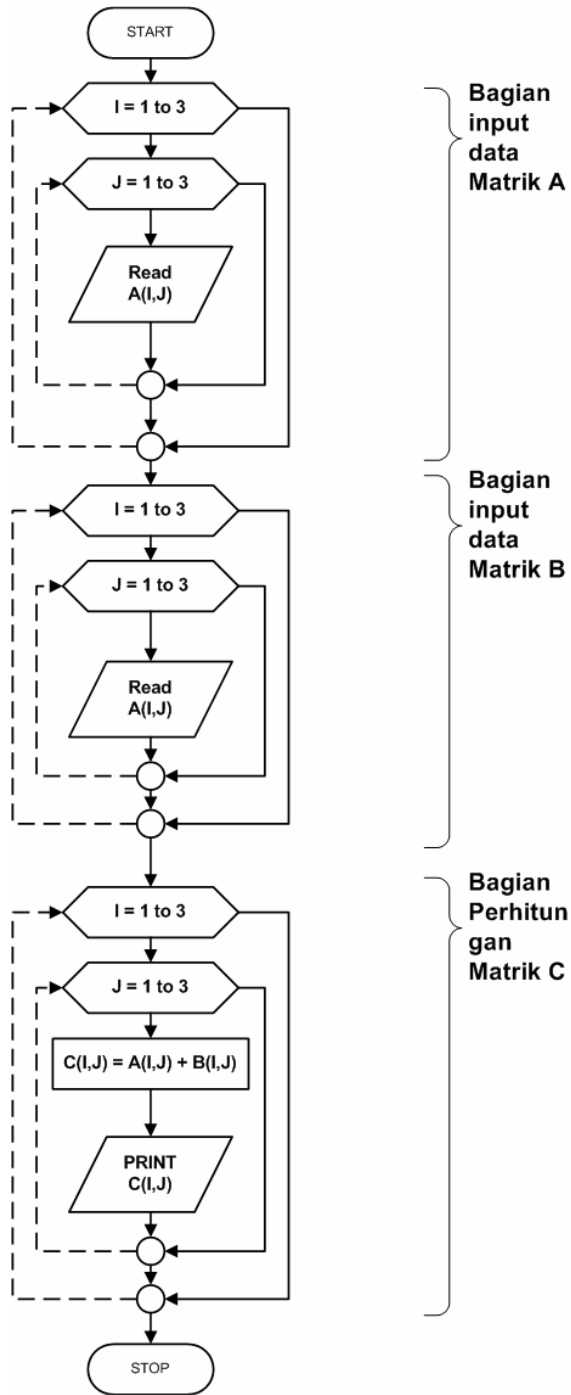 START
I = 1 to 3
J = 1 to 3
Read
A(I,J)
Bagian
input
data
Matrik A
I = 1 to 3
J = 1 to 3
Read
A(I,J)
Bagian
input
data
Matrik B
I = 1 to 3
J = 1 to 3
C(I,J) = A(I,J) + B(I,J)
PRINT
C(I,J)
Bagian
Perhitun
gan
Matrik C
STOP